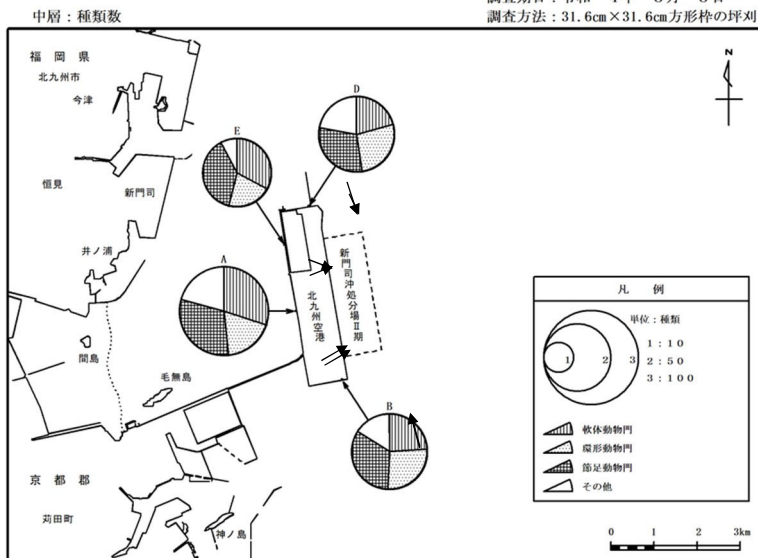 中層：種類数
調査方法：31.6cm×31.6cm方形枠の坪刈
福岡県
北九州市
今津
恒見
新門司
井ノ浦
間島
毛無島
京都郡
苅田町
神ノ島
北九州空港
新門司沖処分場Ⅱ期
A
B
D
E
N
凡 例
単位：種類
1：10
2：50
3：100
1 2 3
軟体動物門
環形動物門
節足動物門
その他
0 1 2 3km